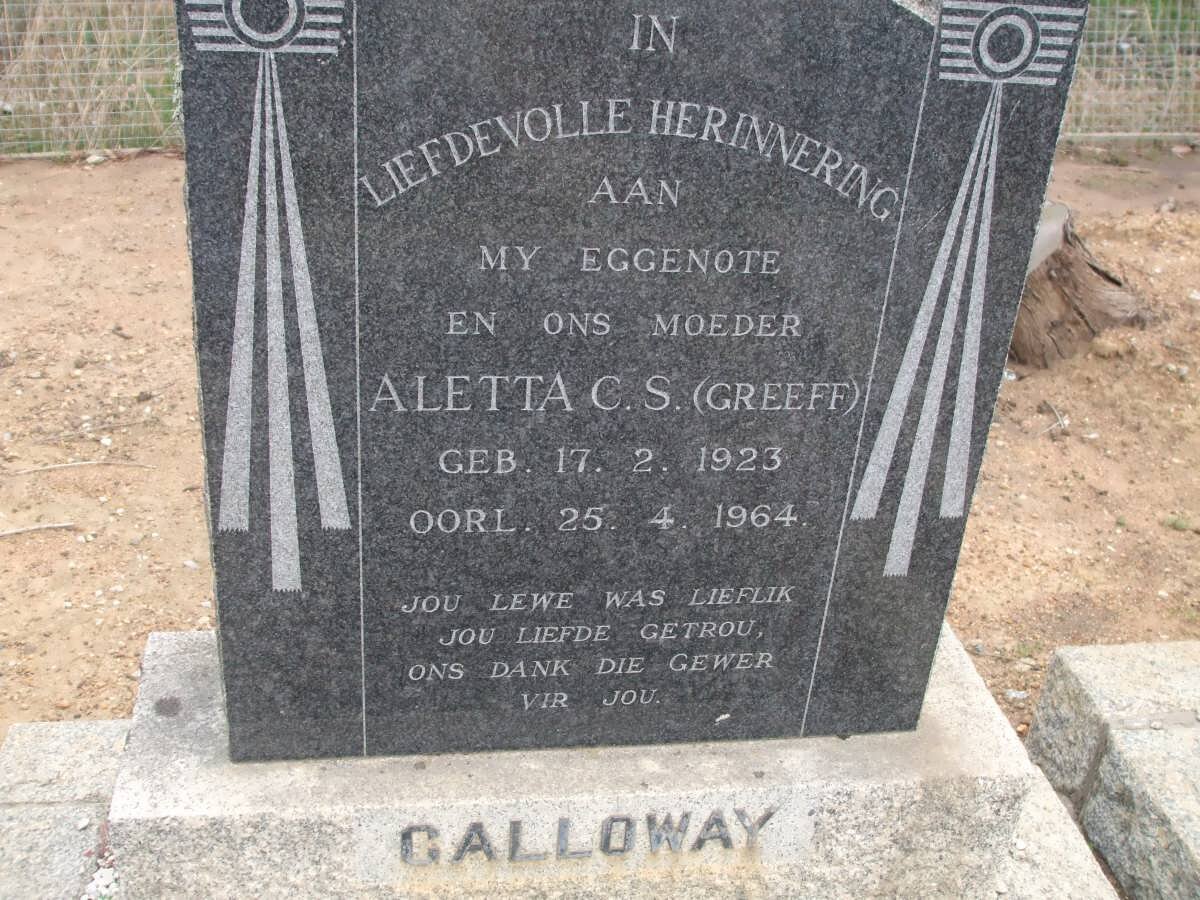 IN
LIEFDEVOLLE HERINNERING
AAN
MY EGGENOTE
EN ONS MOEDER
ALETTA C. S. (GREEFF)
GEB. 17. 2. 1923
OORL. 25. 4. 1964.
JOU LEWE WAS LIEFLIK
JOU LIEFDE GETROU,
ONS DANK DIE GEWER
VIR JOU.
GALLOWAY